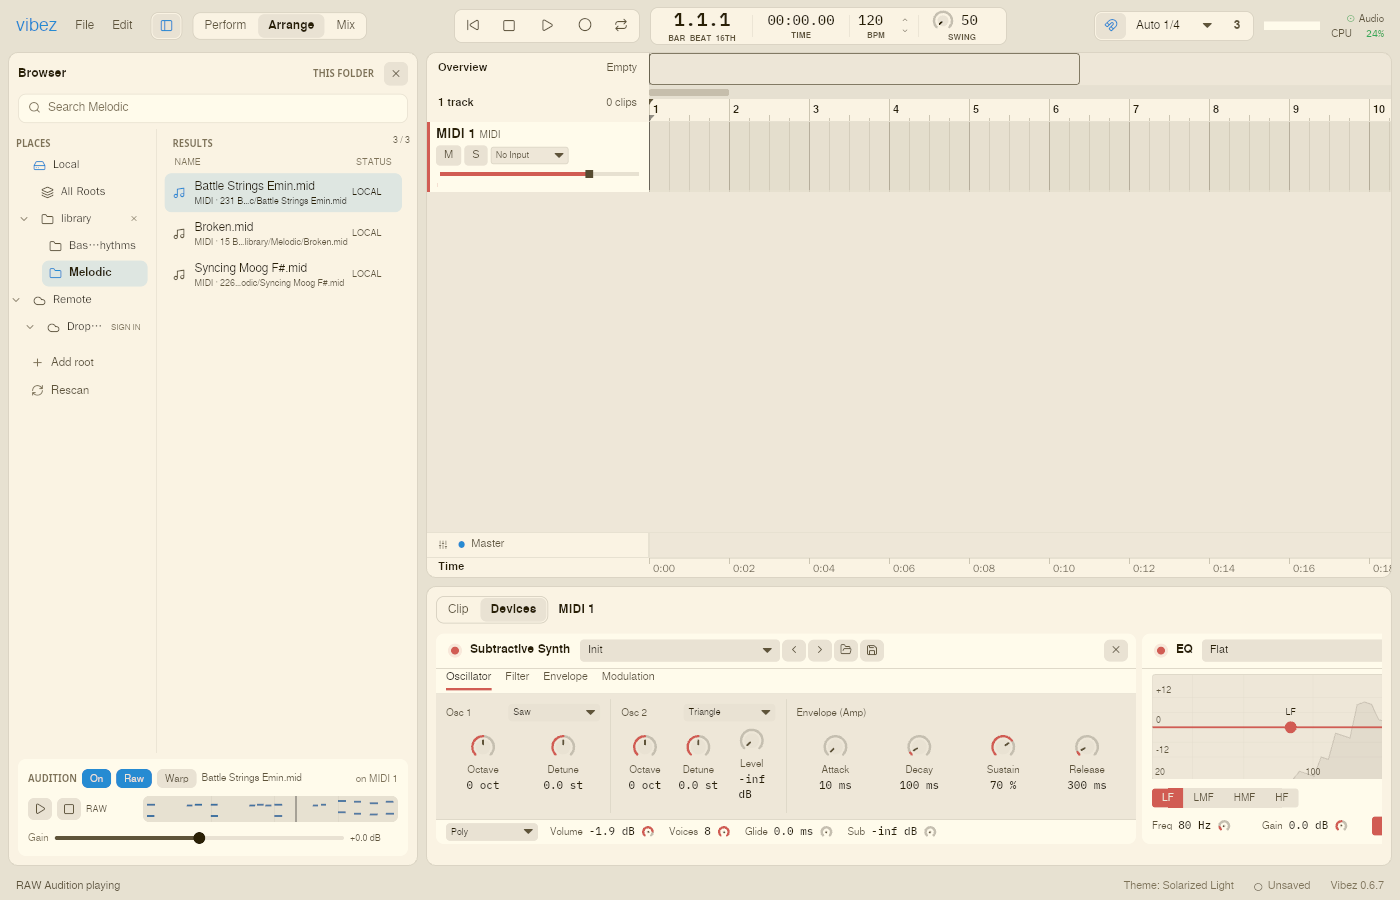 vibez File Edit Perform Arrange Mix
1.1.1 00:00.00 120 50
BAR BEAT 16TH TIME BPM SWING
Auto 1/4 3
Audio
CPU 24%
Browser THIS FOLDER
Search Melodic
PLACES
Local
All Roots
library
Bas···hythms
Melodic
Remote
Drop··· SIGN IN
Add root
Rescan
RESULTS 3 / 3
NAME STATUS
Battle Strings Emin.mid LOCAL
MIDI · 231 B...c/Battle Strings Emin.mid
Broken.mid LOCAL
MIDI · 15 B...library/Melodic/Broken.mid
Syncing Moog F#.mid LOCAL
MIDI · 226...odic/Syncing Moog F#.mid
AUDITION On Raw Warp Battle Strings Emin.mid on MIDI 1
RAW
Gain +0.0 dB
Overview Empty
1 track 0 clips
1 2 3 4 5 6 7 8 9 10
MIDI 1 MIDI
M S No Input
Master
Time 0:00 0:02 0:04 0:06 0:08 0:10 0:12 0:14 0:16 0:18
Clip Devices MIDI 1
Subtractive Synth Init
Oscillator Filter Envelope Modulation
Osc 1 Saw Osc 2 Triangle Envelope (Amp)
Octave Detune Octave Detune Level Attack Decay Sustain Release
0 oct 0.0 st 0 oct 0.0 st -inf dB 10 ms 100 ms 70 % 300 ms
Poly Volume -1.9 dB Voices 8 Glide 0.0 ms Sub -inf dB
EQ Flat
+12
LF
0
-12
20 100
LF LMF HMF HF
Freq 80 Hz Gain 0.0 dB
RAW Audition playing Theme: Solarized Light Unsaved Vibez 0.6.7